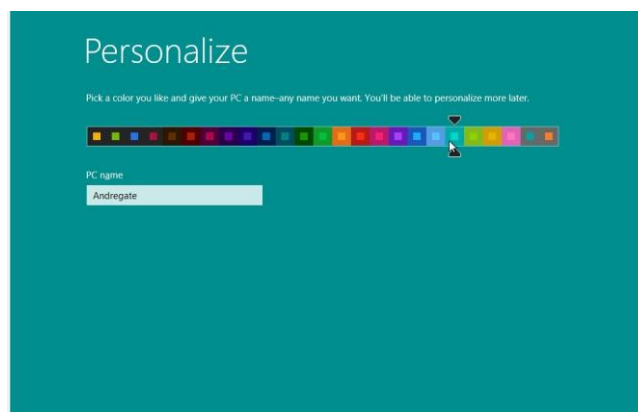 Personalize
Pick a color you like and give your PC a name–any name you want. You'll be able to personalize more later.
PC name
Andregate